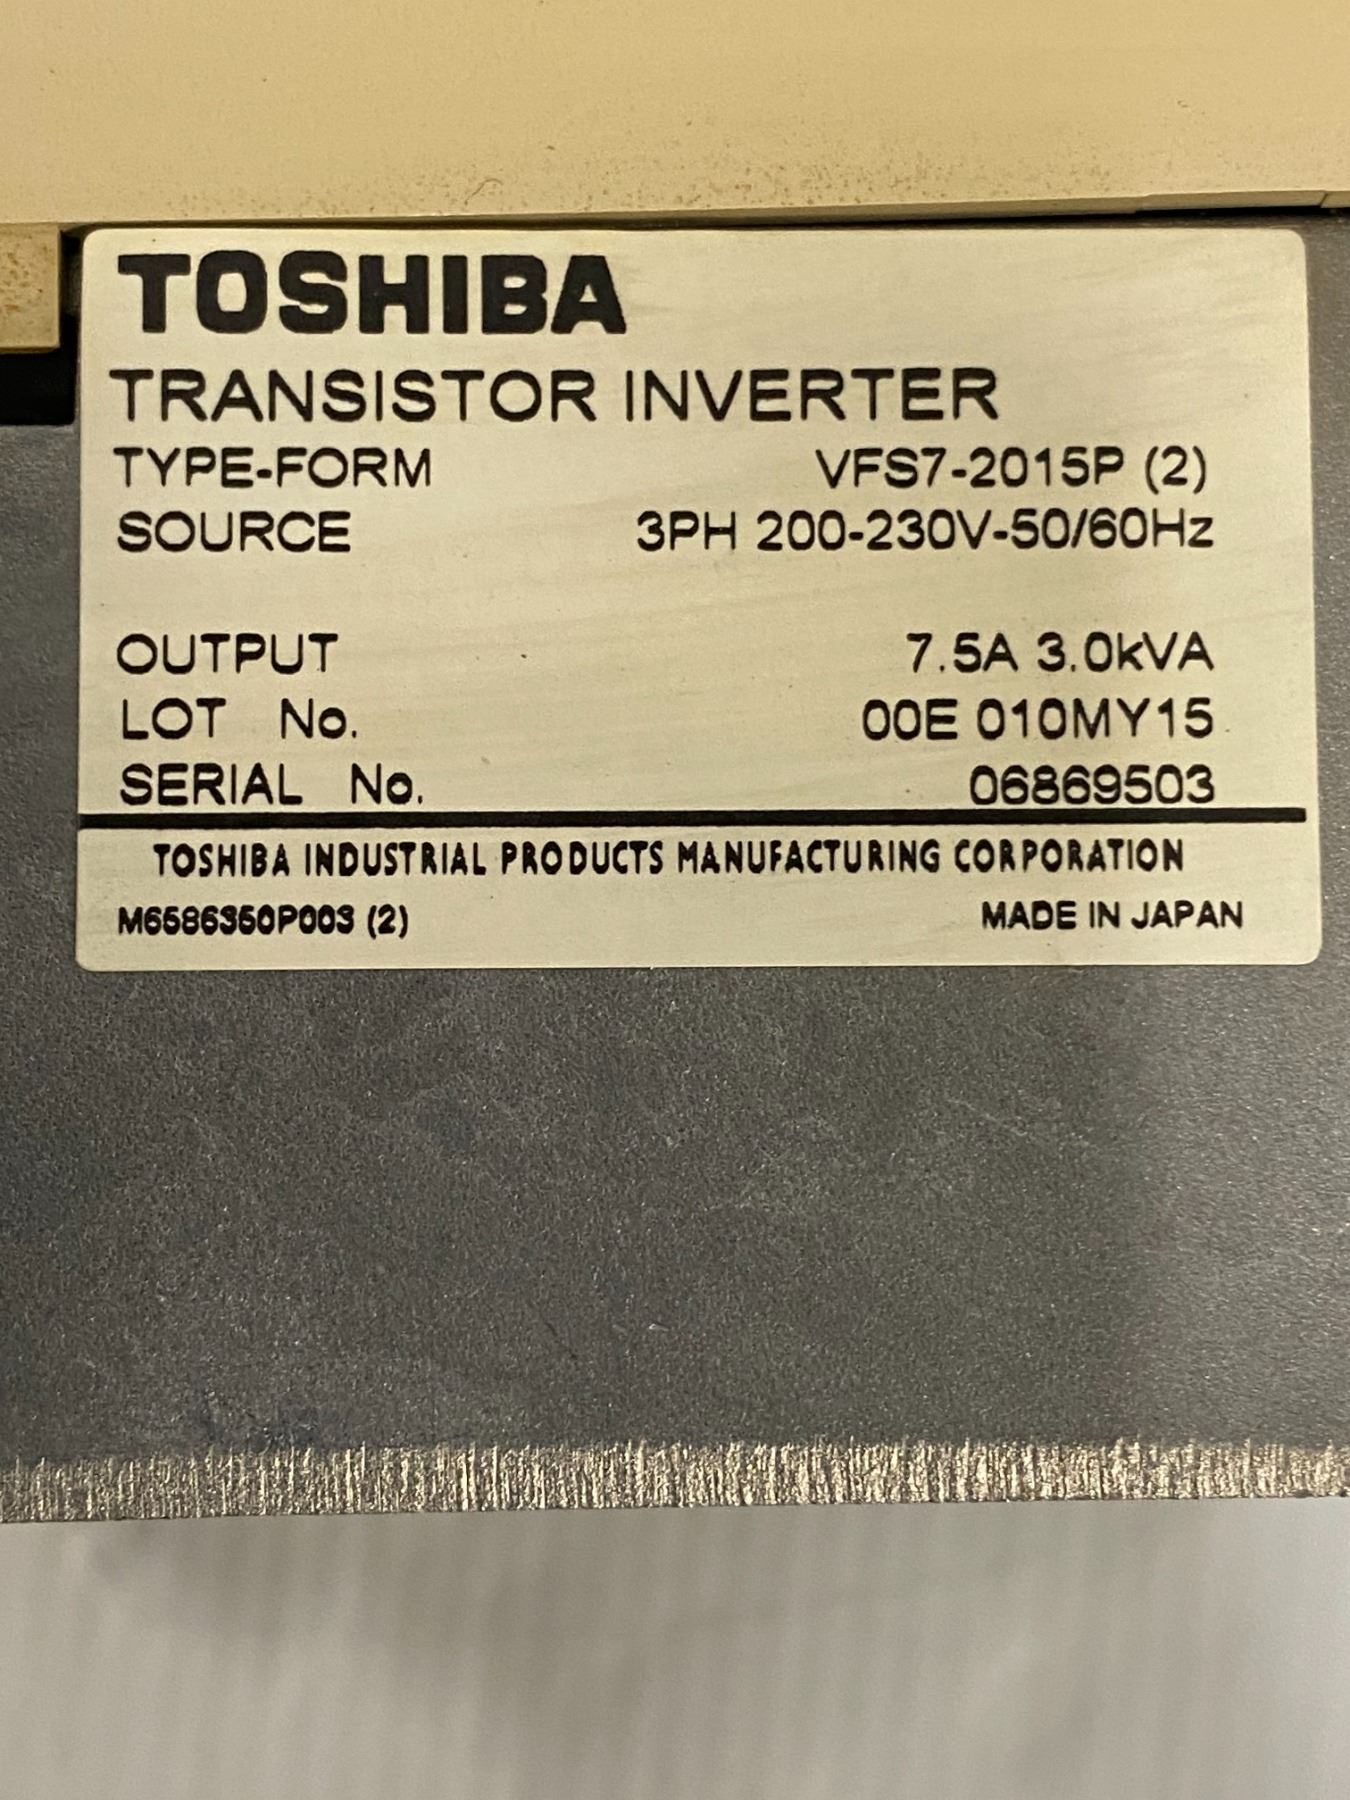 TOSHIBA
TRANSISTOR INVERTER
TYPE-FORM VFS7-2015P (2)
SOURCE 3PH 200-230V-50/60Hz
OUTPUT 7.5A 3.0kVA
LOT No. 00E 010MY15
SERIAL No. 06869503
TOSHIBA INDUSTRIAL PRODUCTS MANUFACTURING CORPORATION
M6586350P003 (2) MADE IN JAPAN